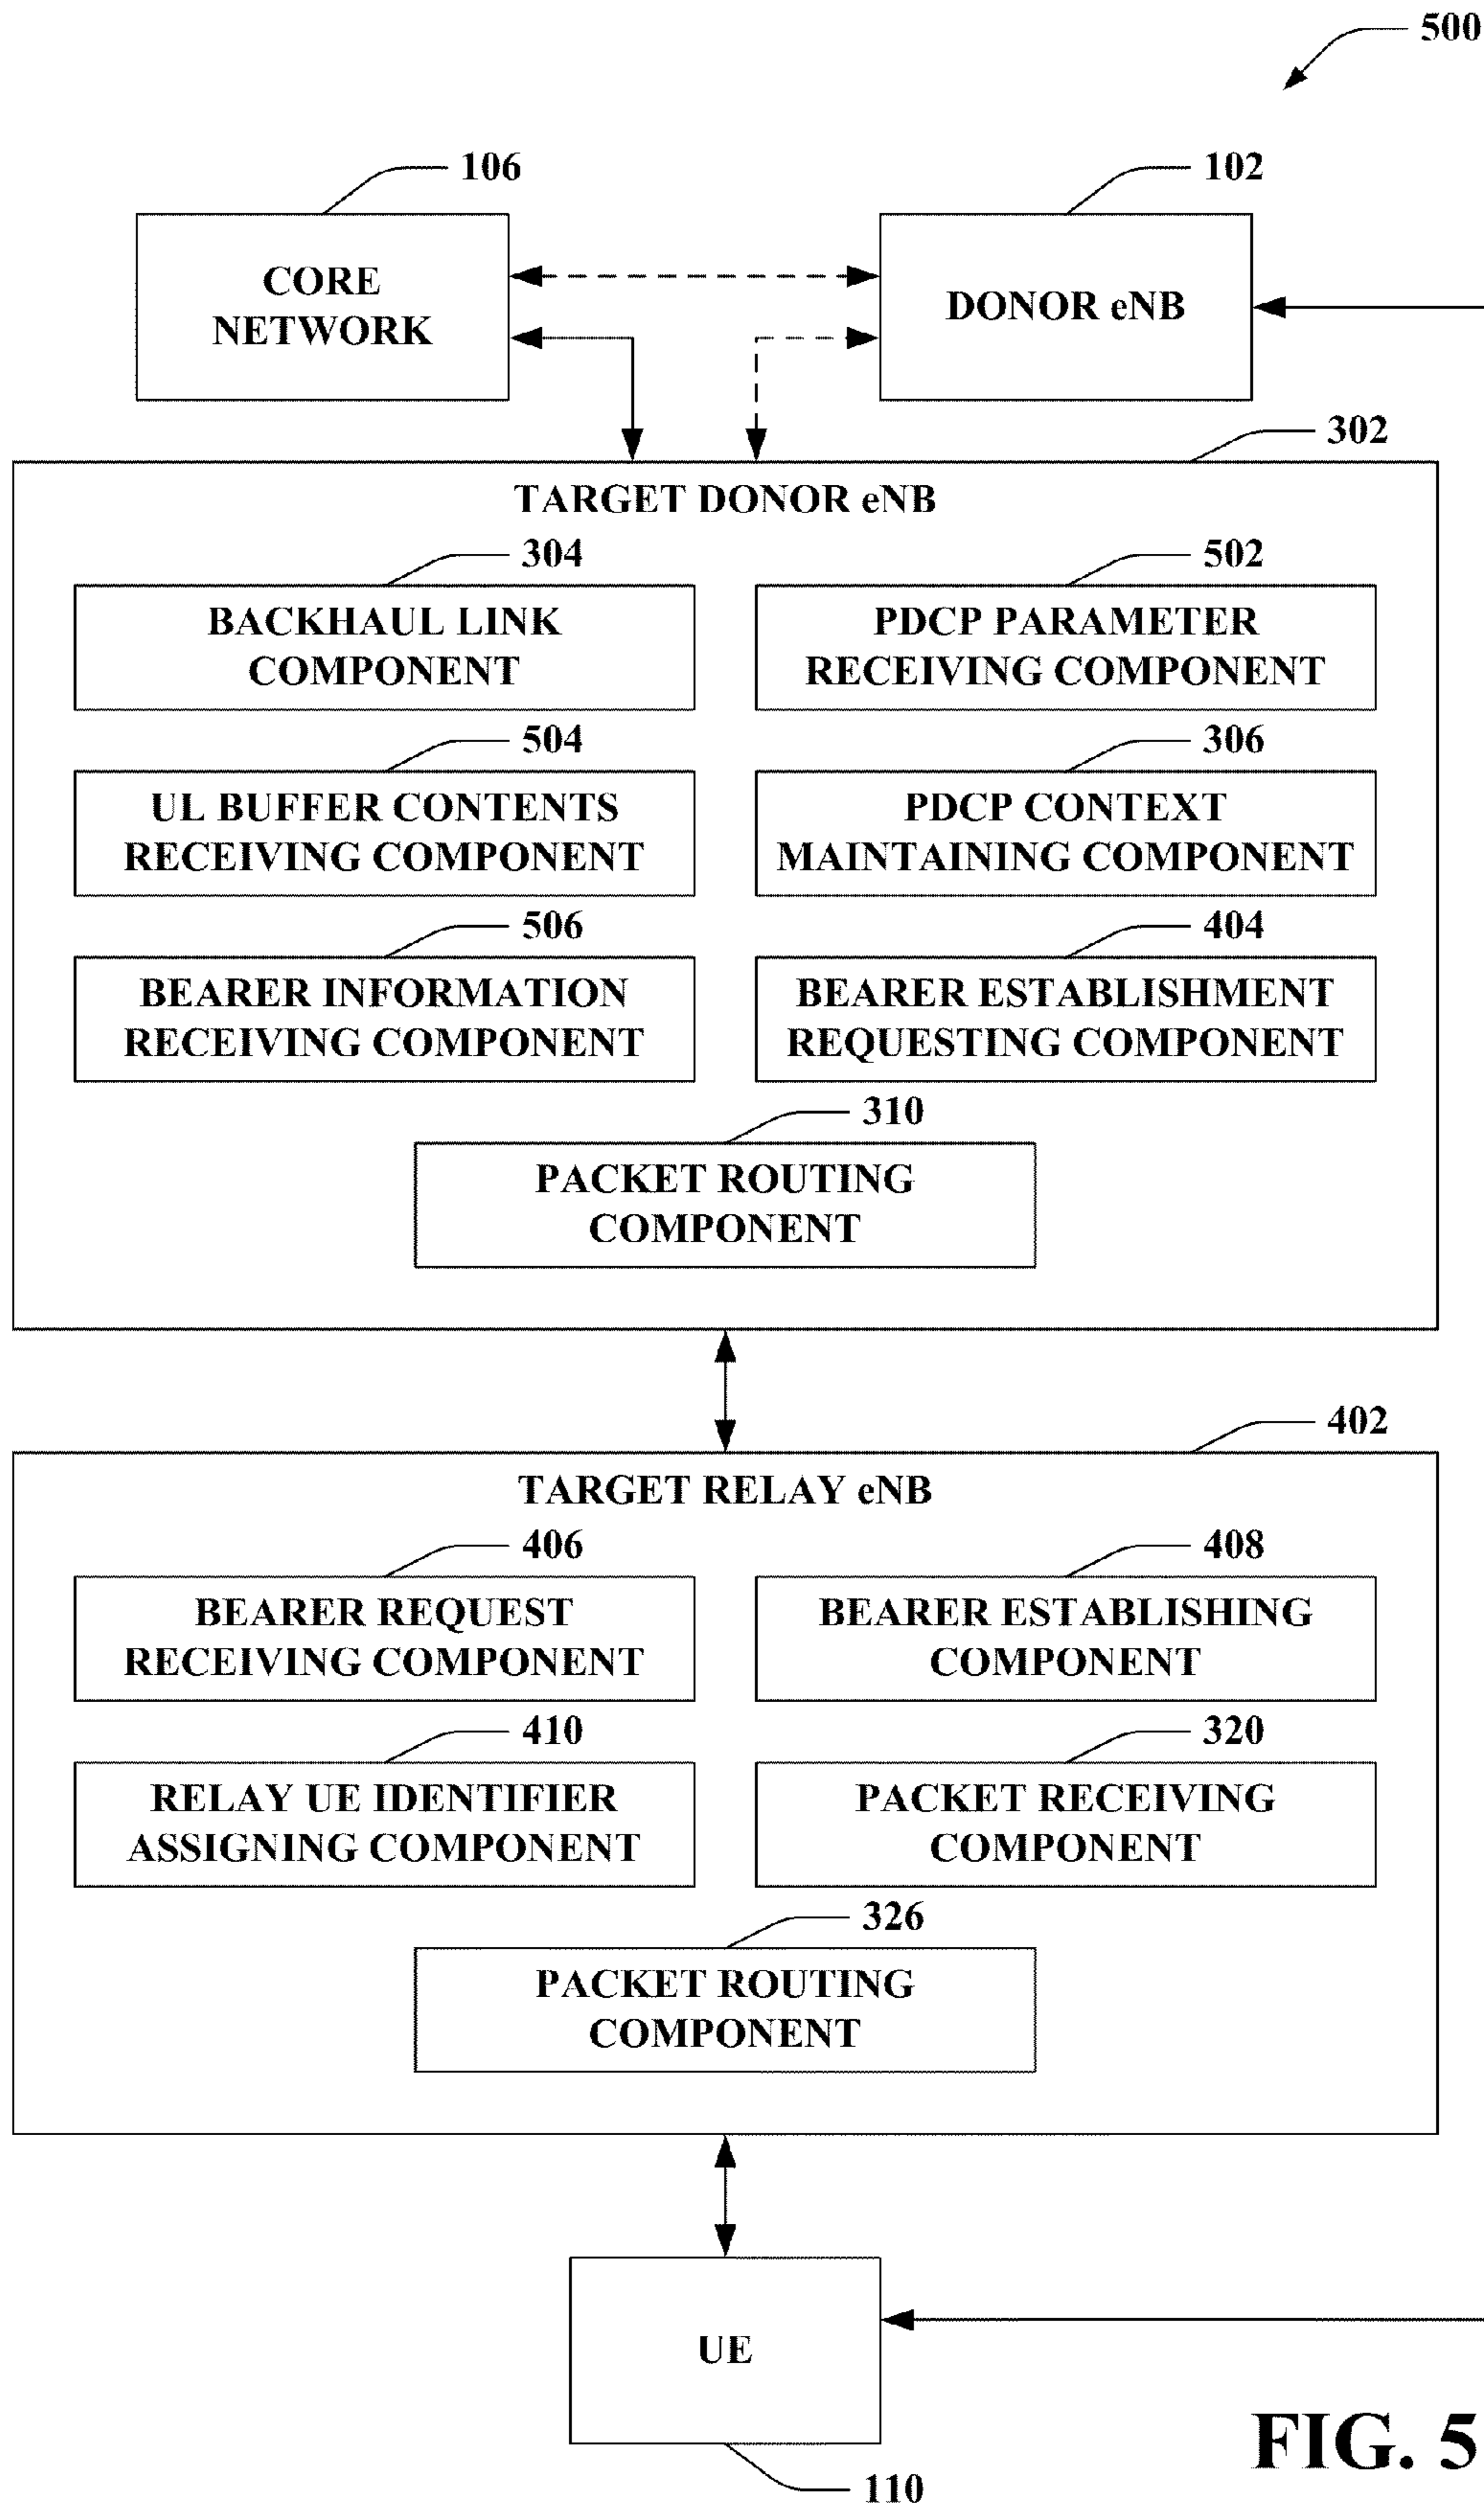 500
106
102
CORE
NETWORK
DONOR eNB
302
TARGET DONOR eNB
304
502
BACKHAUL LINK
COMPONENT
PDCP PARAMETER
RECEIVING COMPONENT
504
306
UL BUFFER CONTENTS
RECEIVING COMPONENT
PDCP CONTEXT
MAINTAINING COMPONENT
506
404
BEARER INFORMATION
RECEIVING COMPONENT
BEARER ESTABLISHMENT
REQUESTING COMPONENT
310
PACKET ROUTING
COMPONENT
402
TARGET RELAY eNB
406
408
BEARER REQUEST
RECEIVING COMPONENT
BEARER ESTABLISHING
COMPONENT
410
320
RELAY UE IDENTIFIER
ASSIGNING COMPONENT
PACKET RECEIVING
COMPONENT
326
PACKET ROUTING
COMPONENT
UE
110
FIG. 5